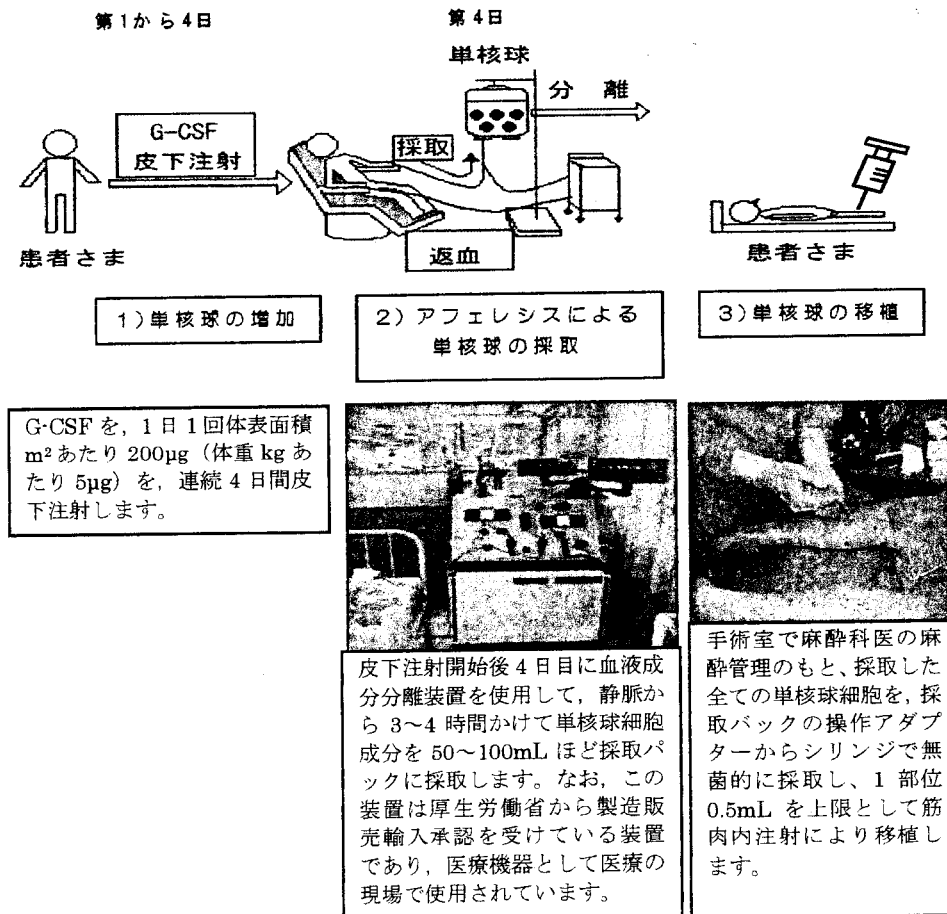 第1から4日
第4日
単核球
分離
G-CSF
皮下注射
採取
返血
患者さま
患者さま
1)単核球の増加
2)アフェレシスによる
単核球の採取
3)単核球の移植
G-CSFを，1日1回体表面積
m²あたり200μg（体重kgあ
たり5μg）を，連続4日間皮
下注射します。
皮下注射開始後4日目に血液成
分分離装置を使用して，静脈か
ら3〜4時間かけて単核球細胞
成分を50〜100mLほど採取パ
ックに採取します。なお，この
装置は厚生労働省から製造販
売輸入承認を受けている装置
であり，医療機器として医療の
現場で使用されています。
手術室で麻酔科医の麻
酔管理のもと、採取した
全ての単核球細胞を，採
取バックの操作アダプ
ターからシリンジで無
菌的に採取し、1部位
0.5mLを上限として筋
肉内注射により移植し
ます。